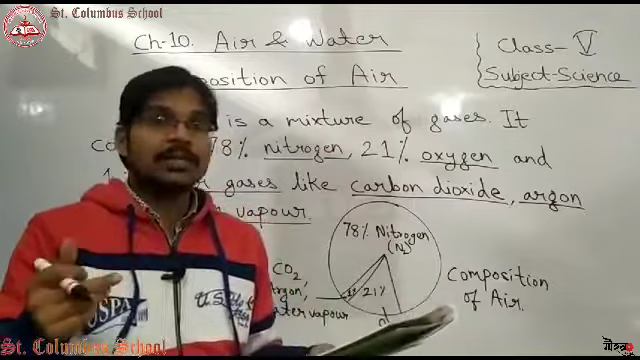 St. Columbus School
Ch-10. Air & Water
Class- V
Subject-Science
position of Air
is a mixture of gases. It
78% nitrogen, 21% oxygen and
gases like carbon dioxide, argon
vapour.
78% Nitrogen
(N₂)
CO₂
21%
1%
water vapour
Composition
of Air.
St. Columbus School